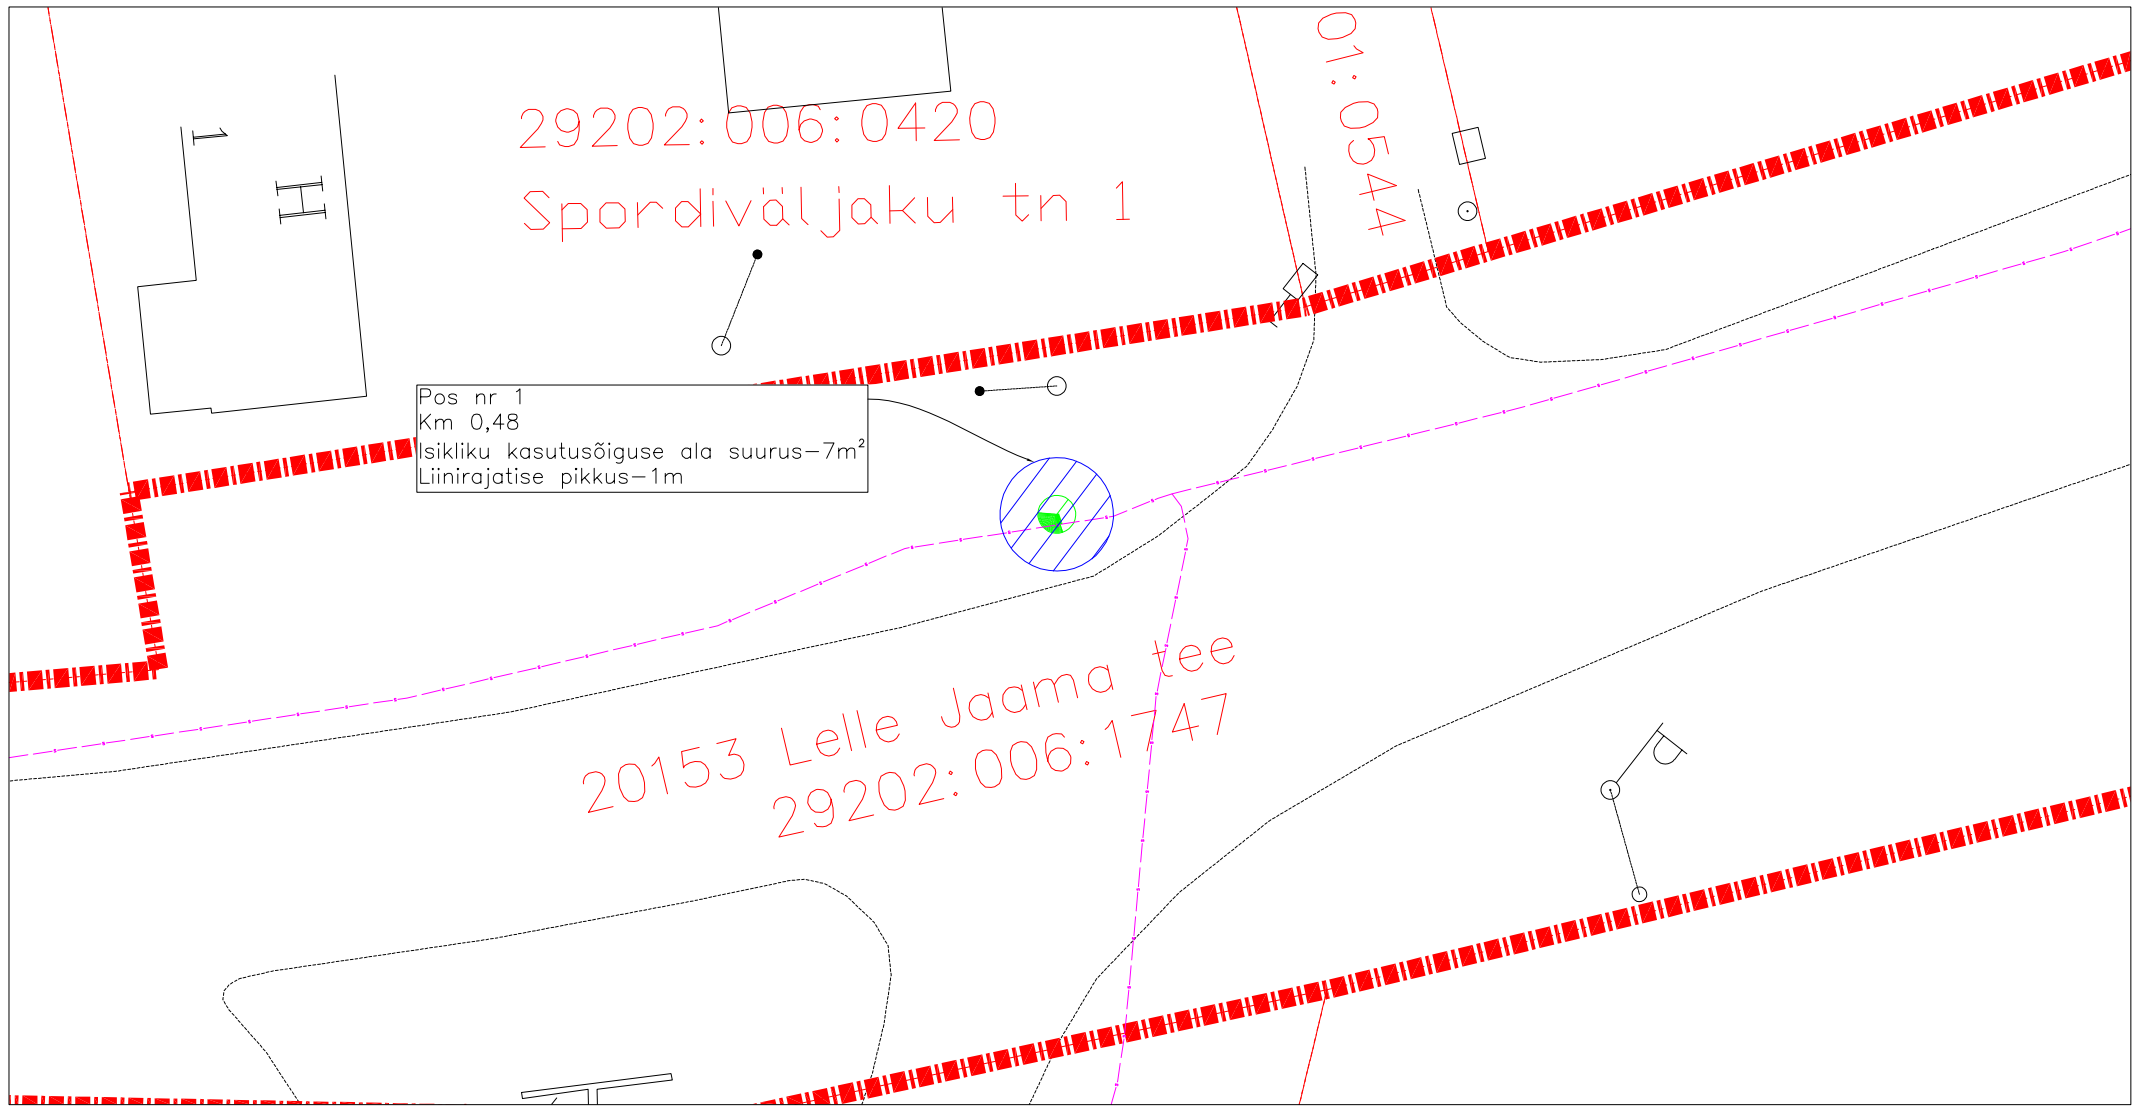 01:0544
1
H
29202:006:0420
Spordiväljaku tn 1
Pos nr 1
Km 0,48
Isikliku kasutusõiguse ala suurus-7m²
Liinirajatise pikkus-1m
20153 Lelle Jaama tee
29202:006:1747
P